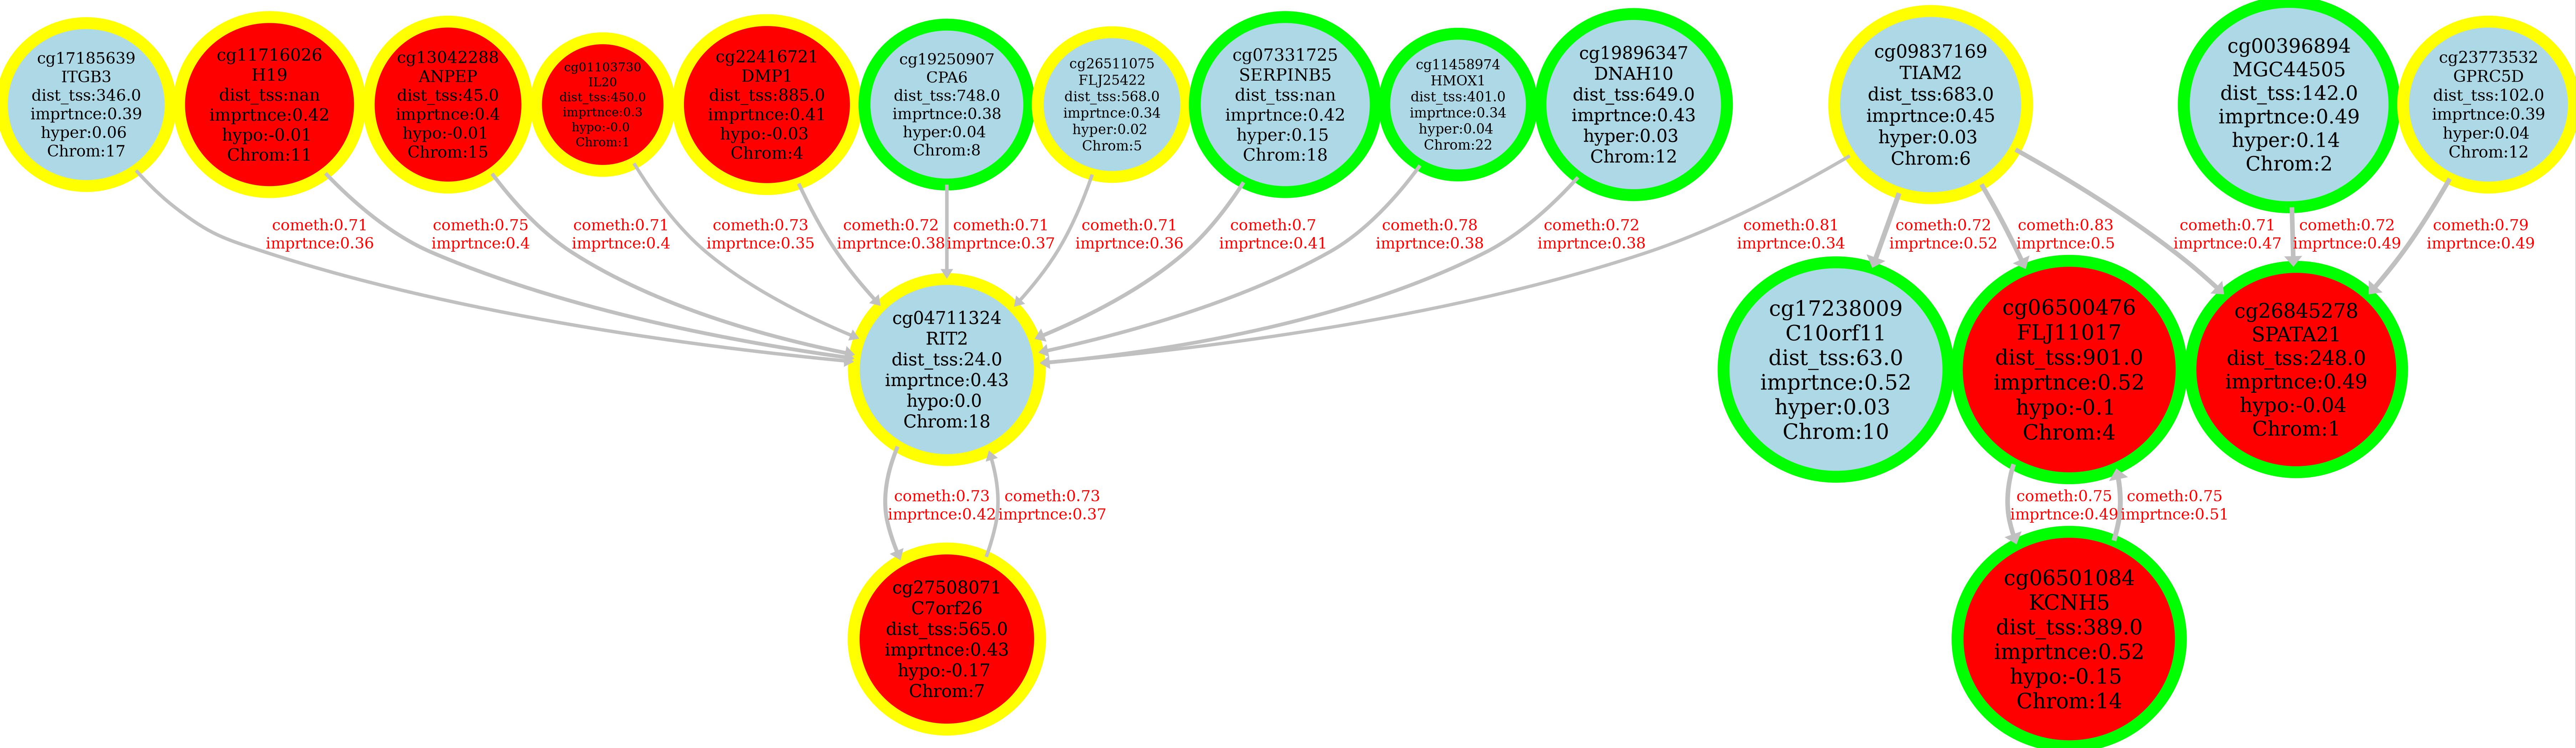 cg17185639
ITGB3
dist_tss:346.0
imprtnce:0.39
hyper:0.06
Chrom:17
cg11716026
H19
dist_tss:nan
imprtnce:0.42
hypo:-0.01
Chrom:11
cg13042288
ANPEP
dist_tss:45.0
imprtnce:0.4
hypo:-0.01
Chrom:15
cg01103730
IL20
dist_tss:450.0
imprtnce:0.3
hypo:-0.0
Chrom:1
cg22416721
DMP1
dist_tss:885.0
imprtnce:0.41
hypo:-0.03
Chrom:4
cg19250907
CPA6
dist_tss:748.0
imprtnce:0.38
hyper:0.04
Chrom:8
cg26511075
FLJ25422
dist_tss:568.0
imprtnce:0.34
hyper:0.02
Chrom:5
cg07331725
SERPINB5
dist_tss:nan
imprtnce:0.42
hyper:0.15
Chrom:18
cg11458974
HMOX1
dist_tss:401.0
imprtnce:0.34
hyper:0.04
Chrom:22
cg19896347
DNAH10
dist_tss:649.0
imprtnce:0.43
hyper:0.03
Chrom:12
cg09837169
TIAM2
dist_tss:683.0
imprtnce:0.45
hyper:0.03
Chrom:6
cg00396894
MGC44505
dist_tss:142.0
imprtnce:0.49
hyper:0.14
Chrom:2
cg23773532
GPRC5D
dist_tss:102.0
imprtnce:0.39
hyper:0.04
Chrom:12
cometh:0.71
imprtnce:0.36
cometh:0.75
imprtnce:0.4
cometh:0.71
imprtnce:0.4
cometh:0.73
imprtnce:0.35
cometh:0.72
imprtnce:0.38
cometh:0.71
imprtnce:0.37
cometh:0.71
imprtnce:0.36
cometh:0.7
imprtnce:0.41
cometh:0.78
imprtnce:0.38
cometh:0.72
imprtnce:0.38
cometh:0.81
imprtnce:0.34
cometh:0.72
imprtnce:0.52
cometh:0.83
imprtnce:0.5
cometh:0.71
imprtnce:0.47
cometh:0.72
imprtnce:0.49
cometh:0.79
imprtnce:0.49
cg04711324
RIT2
dist_tss:24.0
imprtnce:0.43
hypo:0.0
Chrom:18
cg17238009
C10orf11
dist_tss:63.0
imprtnce:0.52
hyper:0.03
Chrom:10
cg06500476
FLJ11017
dist_tss:901.0
imprtnce:0.52
hypo:-0.1
Chrom:4
cg26845278
SPATA21
dist_tss:248.0
imprtnce:0.49
hypo:-0.04
Chrom:1
cometh:0.73
imprtnce:0.42
cometh:0.73
imprtnce:0.37
cometh:0.75
imprtnce:0.49
cometh:0.75
imprtnce:0.51
cg27508071
C7orf26
dist_tss:565.0
imprtnce:0.43
hypo:-0.17
Chrom:7
cg06501084
KCNH5
dist_tss:389.0
imprtnce:0.52
hypo:-0.15
Chrom:14